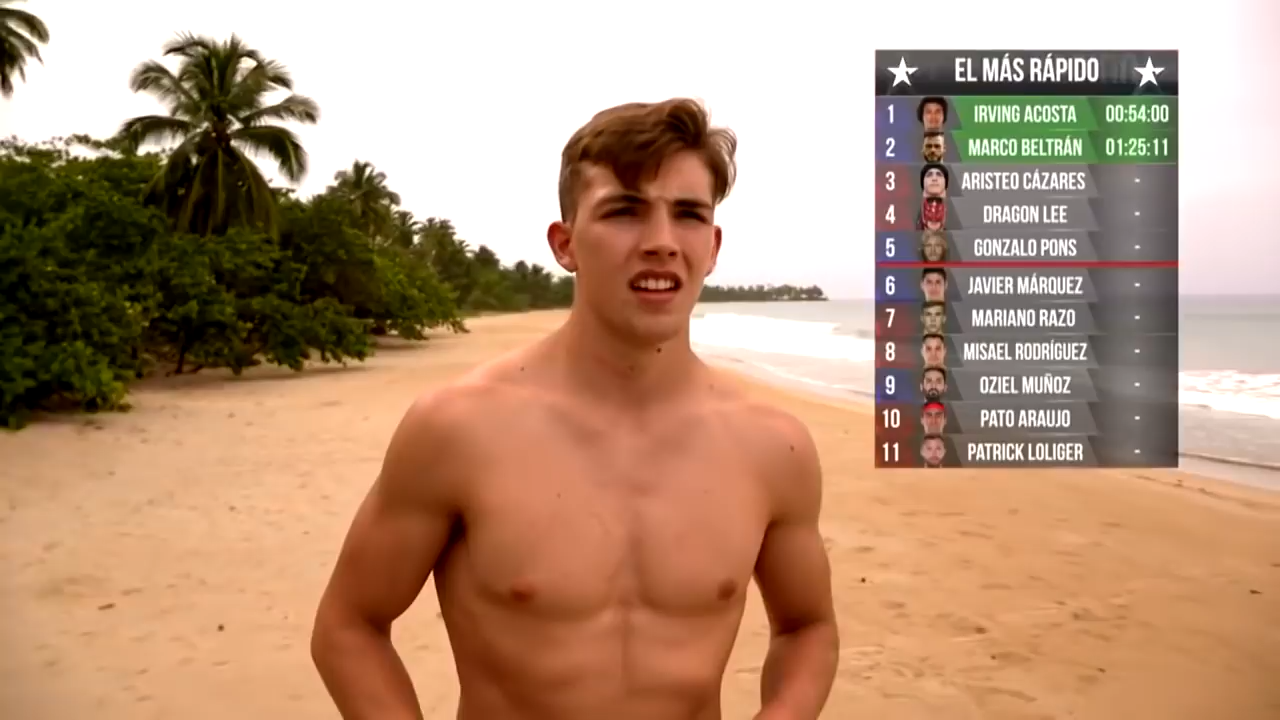 EL MÁS RÁPIDO
1 IRVING ACOSTA 00:54:00
2 MARCO BELTRÁN 01:25:11
3 ARISTEO CÁZARES -
4 DRAGON LEE -
5 GONZALO PONS -
6 JAVIER MÁRQUEZ -
7 MARIANO RAZO -
8 MISAEL RODRÍGUEZ -
9 OZIEL MUÑOZ -
10 PATO ARAUJO -
11 PATRICK LOLIGER -